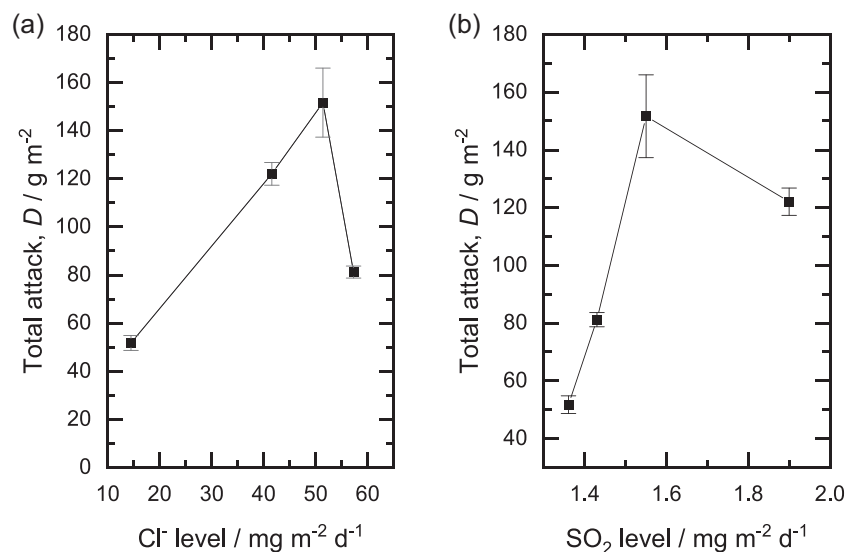 (a)
180
160
140
120
100
80
60
40
20
0
Total attack, D / g m⁻²
10 20 30 40 50 60
Cl⁻ level / mg m⁻² d⁻¹
(b)
180
160
140
120
100
80
60
40
Total attack, D / g m⁻²
1.4 1.6 1.8 2.0
SO₂ level / mg m⁻² d⁻¹